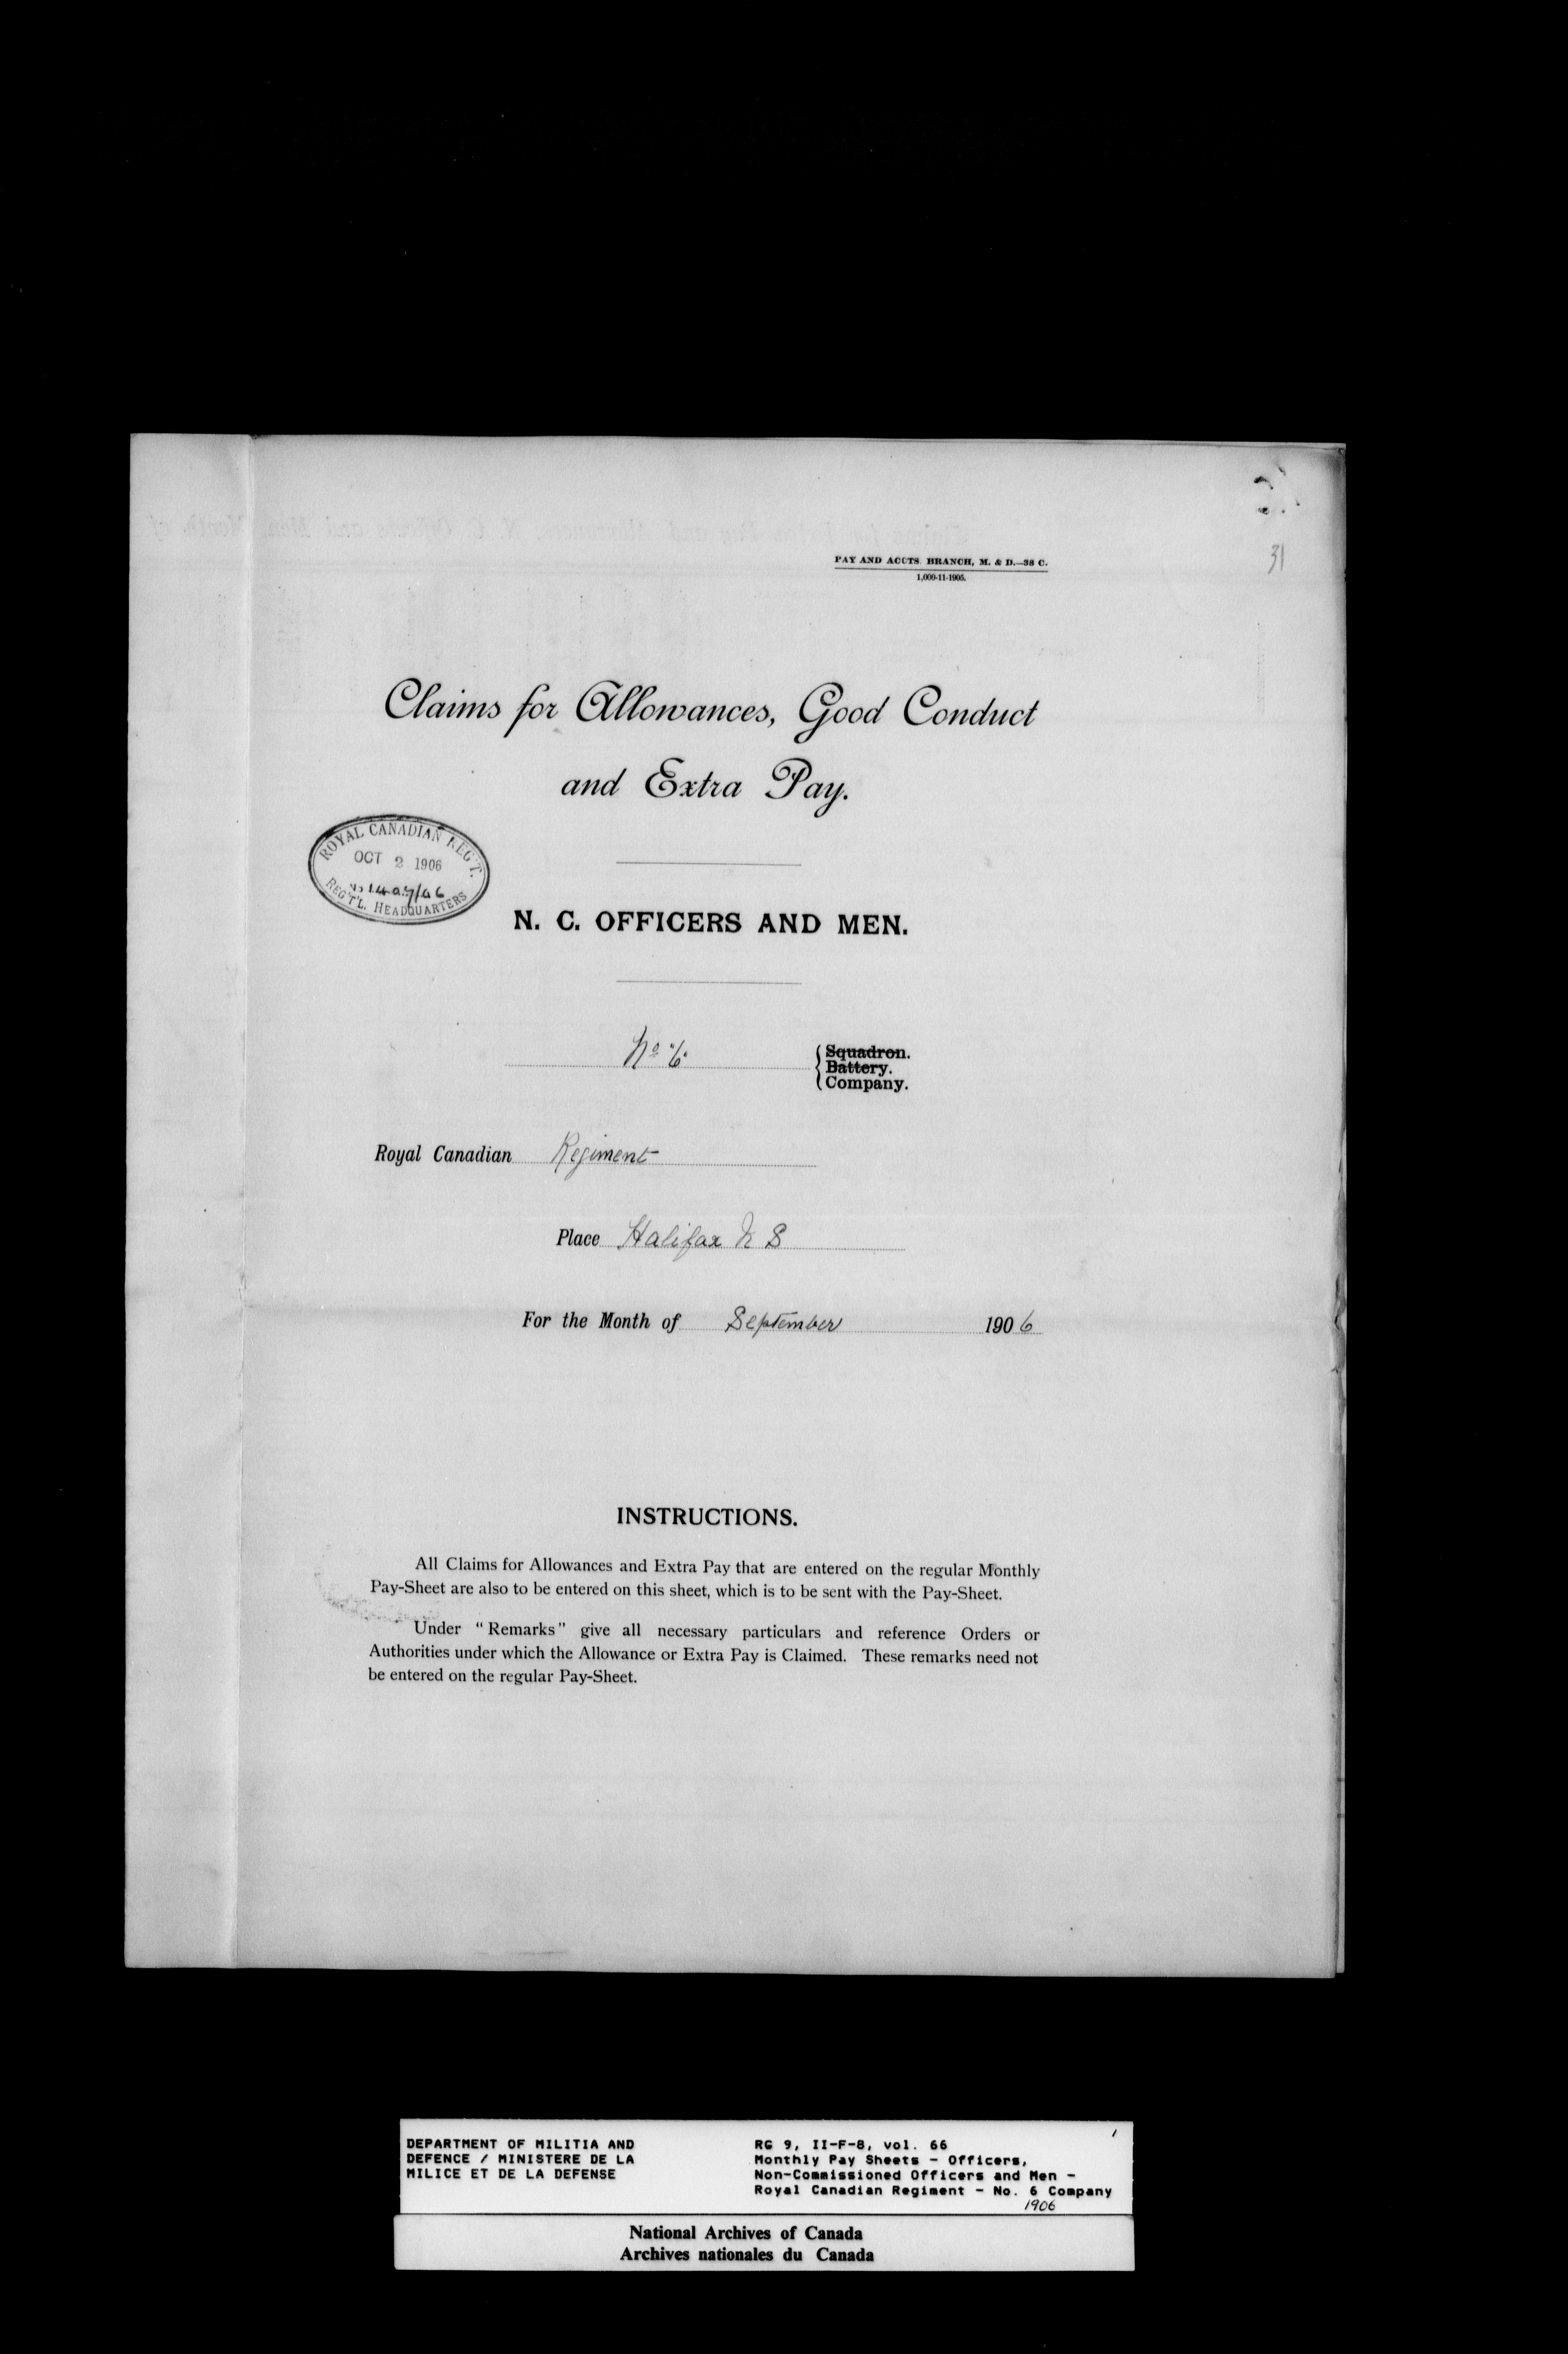 31
PAY AND ACCTS. BRANCH, M. & D.—38 C.
1,000-11-1905.
Claims for Allowances, Good Conduct
and Extra Pay.
ROYAL CANADIAN REG'T.
OCT 2 1906
REG'T'L. HEADQUARTERS
N. C. OFFICERS AND MEN.
No "6"
Squadron.
Battery.
Company.
Royal Canadian Regiment
Place Halifax N S
For the Month of September 1906
INSTRUCTIONS.
All Claims for Allowances and Extra Pay that are entered on the regular Monthly
Pay-Sheet are also to be entered on this sheet, which is to be sent with the Pay-Sheet.
Under "Remarks" give all necessary particulars and reference Orders or
Authorities under which the Allowance or Extra Pay is Claimed. These remarks need not
be entered on the regular Pay-Sheet.
DEPARTMENT OF MILITIA AND
DEFENCE / MINISTERE DE LA
MILICE ET DE LA DEFENSE
RG 9, II-F-8, vol. 66
Monthly Pay Sheets - Officers,
Non-Commissioned Officers and Men -
Royal Canadian Regiment - No. 6 Company
1906
National Archives of Canada
Archives nationales du Canada